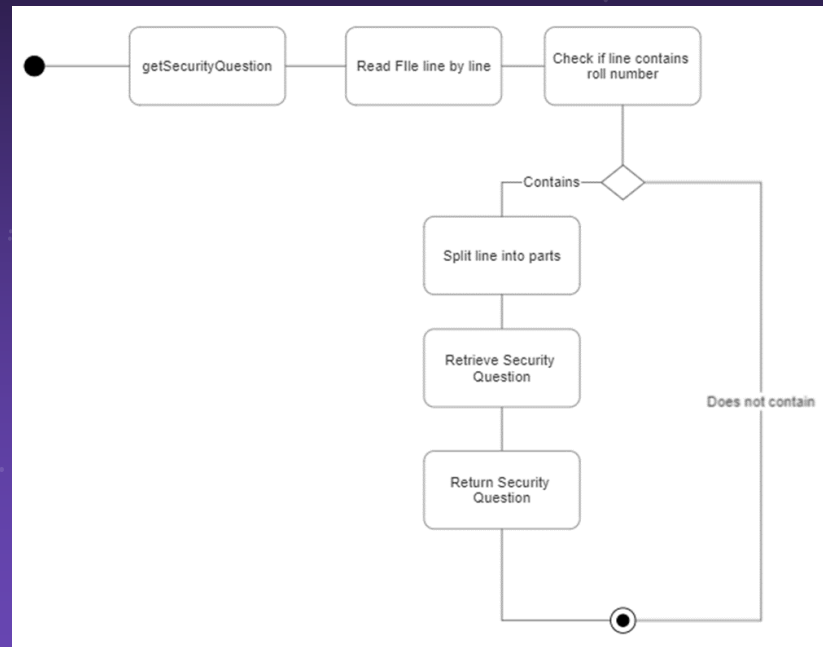 getSecurityQuestion
Read FIle line by line
Check if line contains
roll number
Contains
Split line into parts
Retrieve Security
Question
Does not contain
Return Security
Question